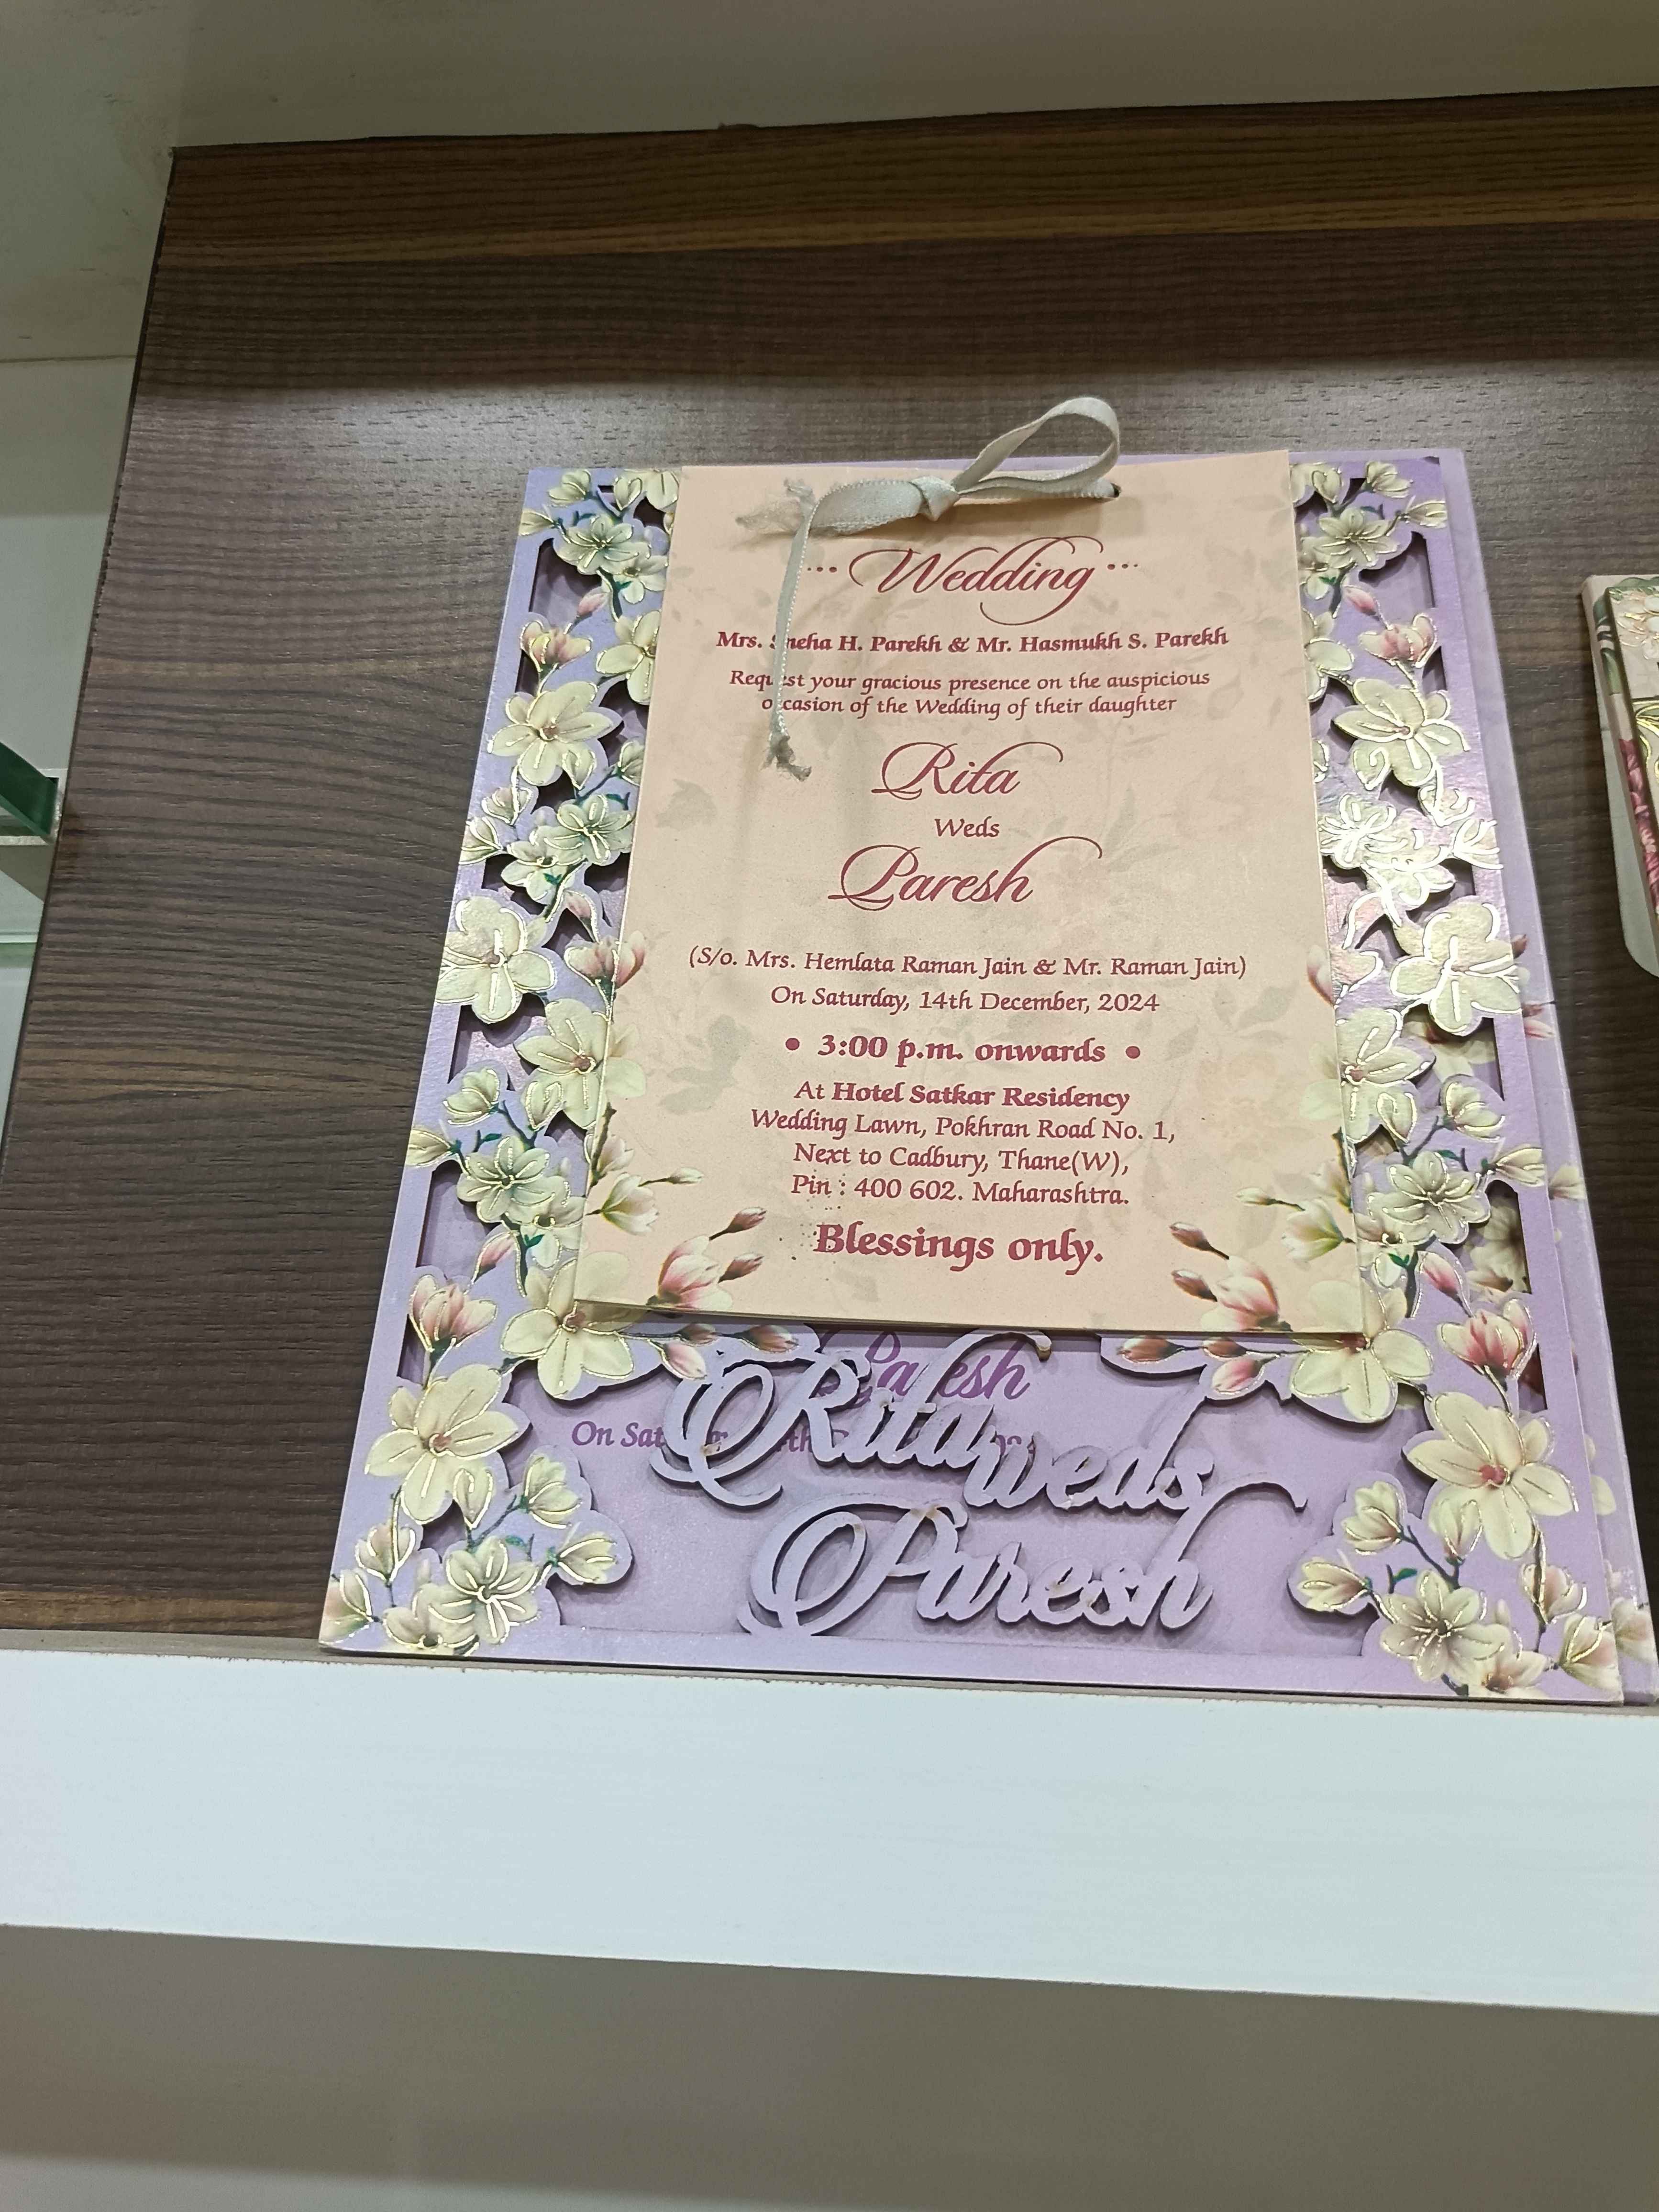 ... Wedding ...
Mrs. Sneha H. Parekh & Mr. Hasmukh S. Parekh
Request your gracious presence on the auspicious
occasion of the Wedding of their daughter
Rita
Weds
Paresh
(S/o. Mrs. Hemlata Raman Jain & Mr. Raman Jain)
On Saturday, 14th December, 2024
• 3:00 p.m. onwards •
At Hotel Satkar Residency
Wedding Lawn, Pokhran Road No. 1,
Next to Cadbury, Thane(W),
Pin : 400 602. Maharashtra.
Blessings only.
Paresh
On
Rita
weds
Paresh